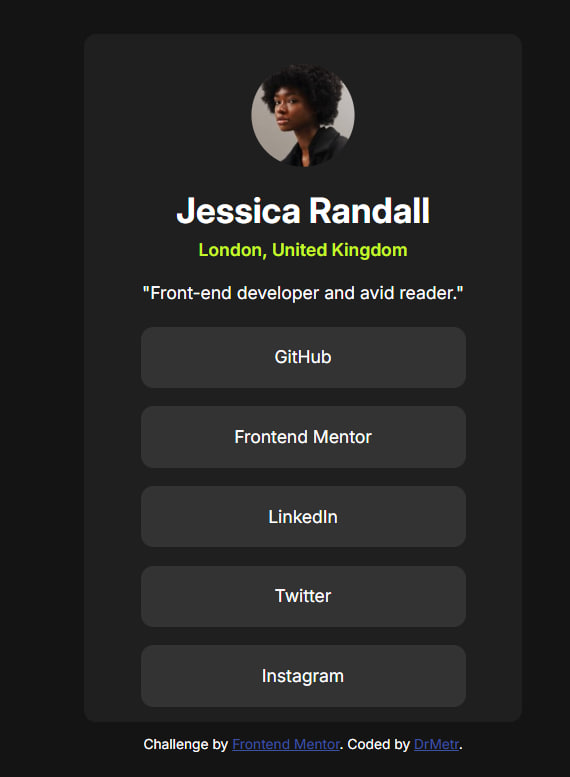 Jessica Randall
London, United Kingdom
"Front-end developer and avid reader."
GitHub
Frontend Mentor
LinkedIn
Twitter
Instagram
Challenge by Frontend Mentor. Coded by DrMetr.